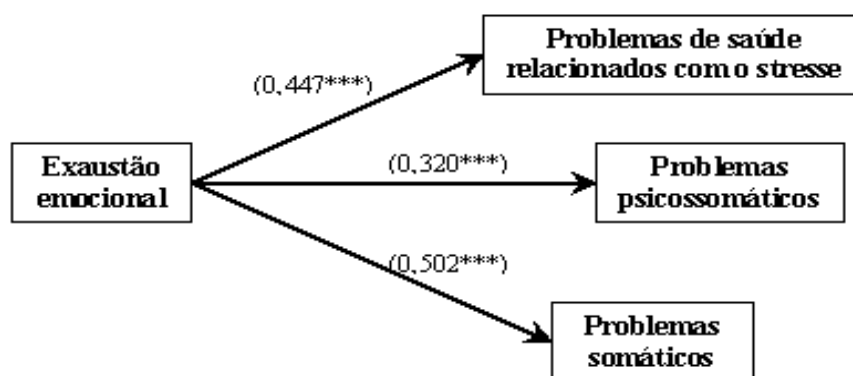 Problemas de saúde
relacionados com o stresse
(0,447***)
Exaustão
emocional
(0,320***)
Problemas
psicossomáticos
(0,502***)
Problemas
somáticos